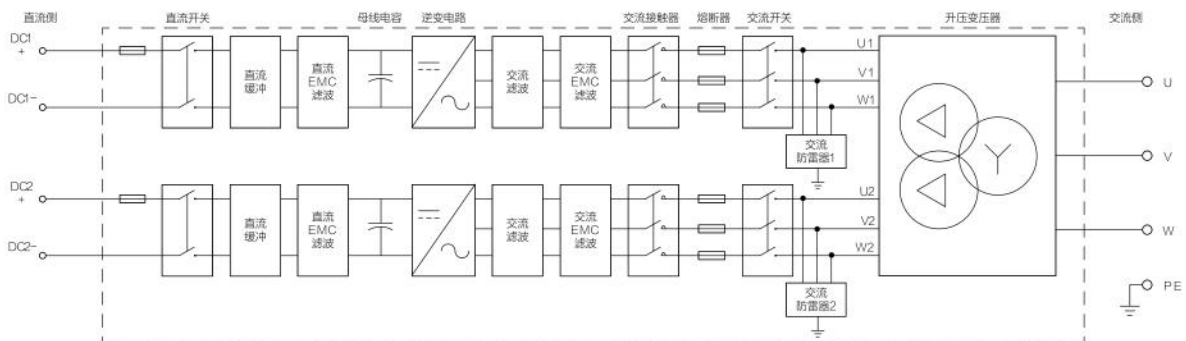 直流侧
直流开关
母线电容
逆变电路
交流接触器
熔断器
交流开关
升压变压器
交流侧
DC1
+
DC1-
直流
缓冲
直流
EMC
滤波
交流
滤波
交流
EMC
滤波
U1
V1
W1
交流
防雷器1
DC2
+
DC2-
直流
缓冲
直流
EMC
滤波
交流
滤波
交流
EMC
滤波
U2
V2
W2
交流
防雷器2
U
V
W
PE